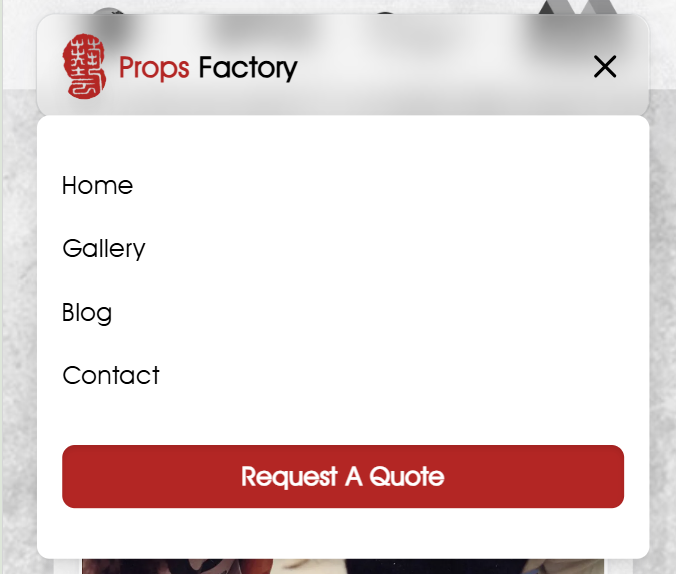 Props Factory
Home
Gallery
Blog
Contact
Request A Quote